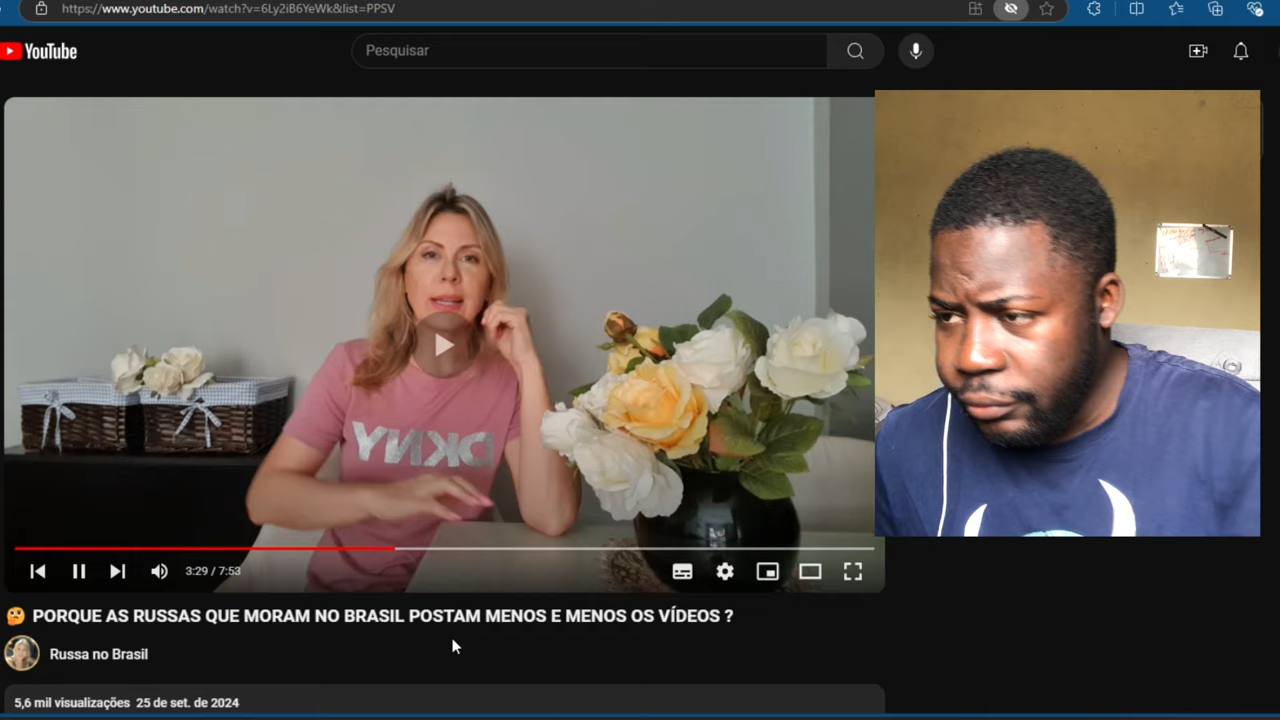 https://www.youtube.com/watch?v=6Ly2iB6YeWk&list=PPSV
YouTube
Pesquisar
DKNY
3:29 / 7:53
🤔 PORQUE AS RUSSAS QUE MORAM NO BRASIL POSTAM MENOS E MENOS OS VÍDEOS ?
Russa no Brasil
5,6 mil visualizações 25 de set. de 2024